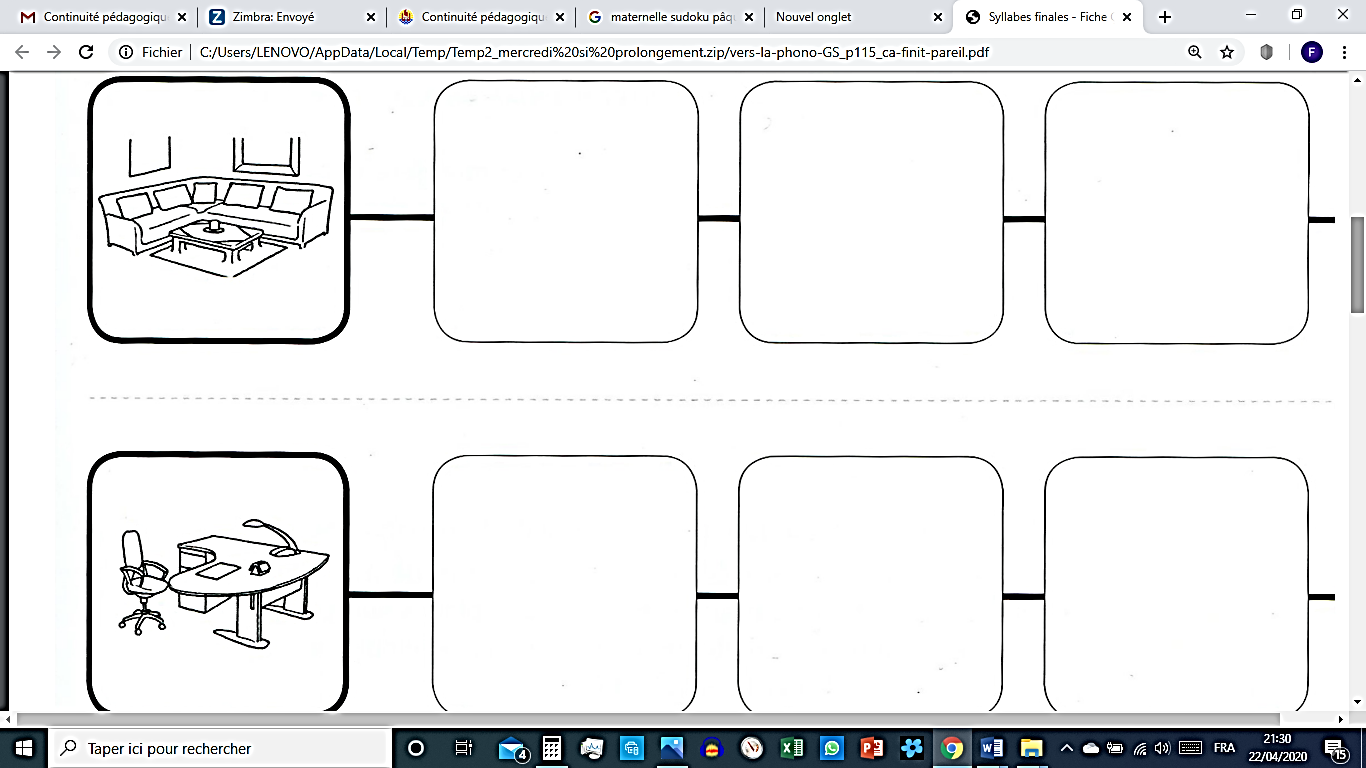 Continuité pédagogiqu
Zimbra: Envoyé
Continuité pédagogiqu
maternelle sudoku pâq
Nouvel onglet
Syllabes finales - Fiche
Fichier
C:/Users/LENOVO/AppData/Local/Temp/Temp2_mercredi%20si%20prolongement.zip/vers-la-phono-GS_p115_ca-finit-pareil.pdf
F
Taper ici pour rechercher
4
FRA
21:30
22/04/2020
15